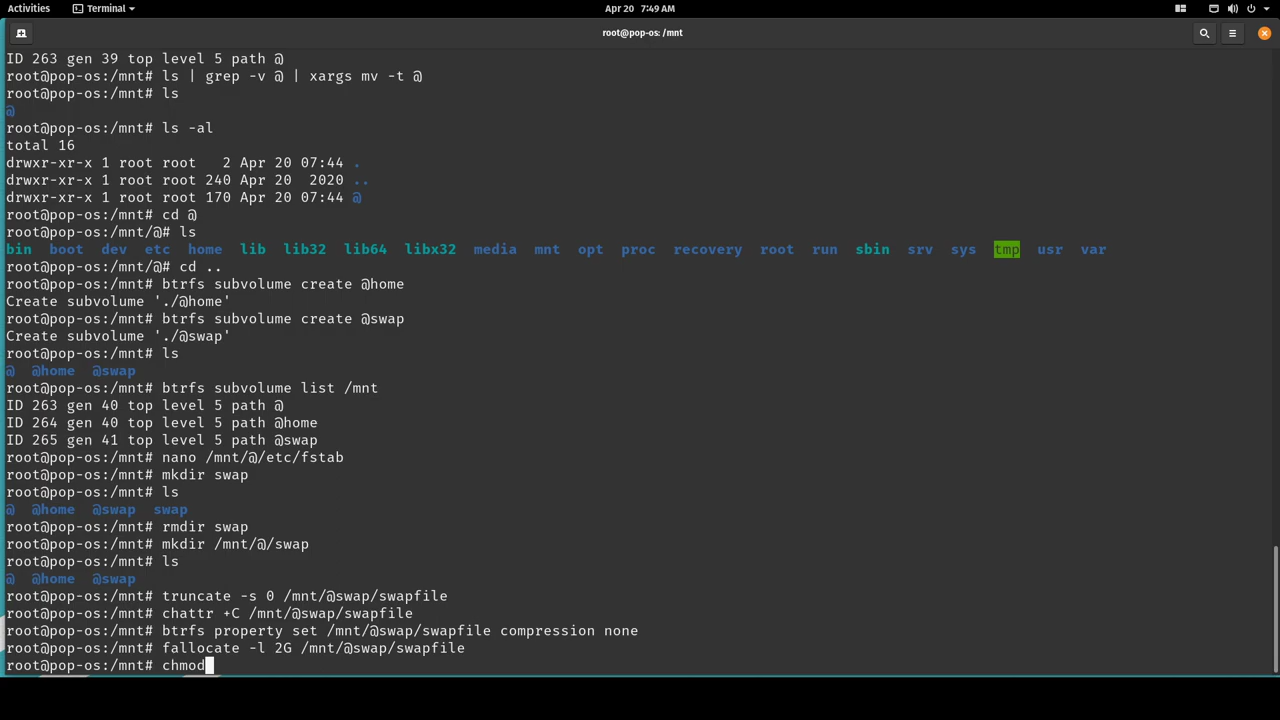 Activities
Terminal
Apr 20 7:49 AM
root@pop-os: /mnt
ID 263 gen 39 top level 5 path @
root@pop-os:/mnt# ls | grep -v @ | xargs mv -t @
root@pop-os:/mnt# ls
@
root@pop-os:/mnt# ls -al
total 16
drwxr-xr-x 1 root root   2 Apr 20 07:44 .
drwxr-xr-x 1 root root 240 Apr 20  2020 ..
drwxr-xr-x 1 root root 170 Apr 20 07:44 @
root@pop-os:/mnt# cd @
root@pop-os:/mnt/@# ls
bin  boot  dev  etc  home  lib  lib32  lib64  libx32  media  mnt  opt  proc  recovery  root  run  sbin  srv  sys  tmp  usr  var
root@pop-os:/mnt/@# cd ..
root@pop-os:/mnt# btrfs subvolume create @home
Create subvolume './@home'
root@pop-os:/mnt# btrfs subvolume create @swap
Create subvolume './@swap'
root@pop-os:/mnt# ls
@  @home  @swap
root@pop-os:/mnt# btrfs subvolume list /mnt
ID 263 gen 40 top level 5 path @
ID 264 gen 40 top level 5 path @home
ID 265 gen 41 top level 5 path @swap
root@pop-os:/mnt# nano /mnt/@/etc/fstab
root@pop-os:/mnt# mkdir swap
root@pop-os:/mnt# ls
@  @home  @swap  swap
root@pop-os:/mnt# rmdir swap
root@pop-os:/mnt# mkdir /mnt/@/swap
root@pop-os:/mnt# ls
@  @home  @swap
root@pop-os:/mnt# truncate -s 0 /mnt/@swap/swapfile
root@pop-os:/mnt# chattr +C /mnt/@swap/swapfile
root@pop-os:/mnt# btrfs property set /mnt/@swap/swapfile compression none
root@pop-os:/mnt# fallocate -l 2G /mnt/@swap/swapfile
root@pop-os:/mnt# chmod